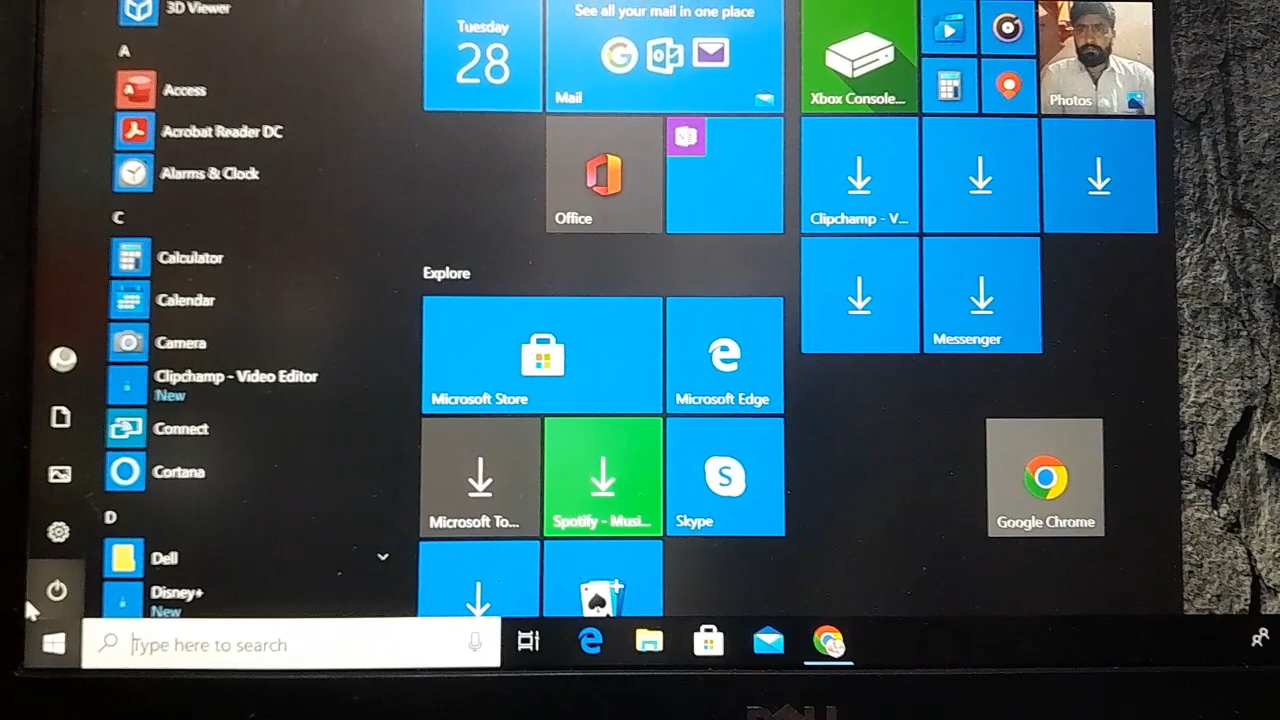 3D Viewer
A
Access
Acrobat Reader DC
Alarms & Clock
C
Calculator
Calendar
Camera
Clipchamp - Video Editor
New
Connect
Cortana
D
Dell
Disney+
New
Type here to search
Tuesday
28
See all your mail in one place
Mail
Office
Explore
Microsoft Store
Microsoft Edge
Microsoft To...
Spotify - Musi...
Skype
Xbox Console...
Photos
Clipchamp - V...
Messenger
Google Chrome
DELL